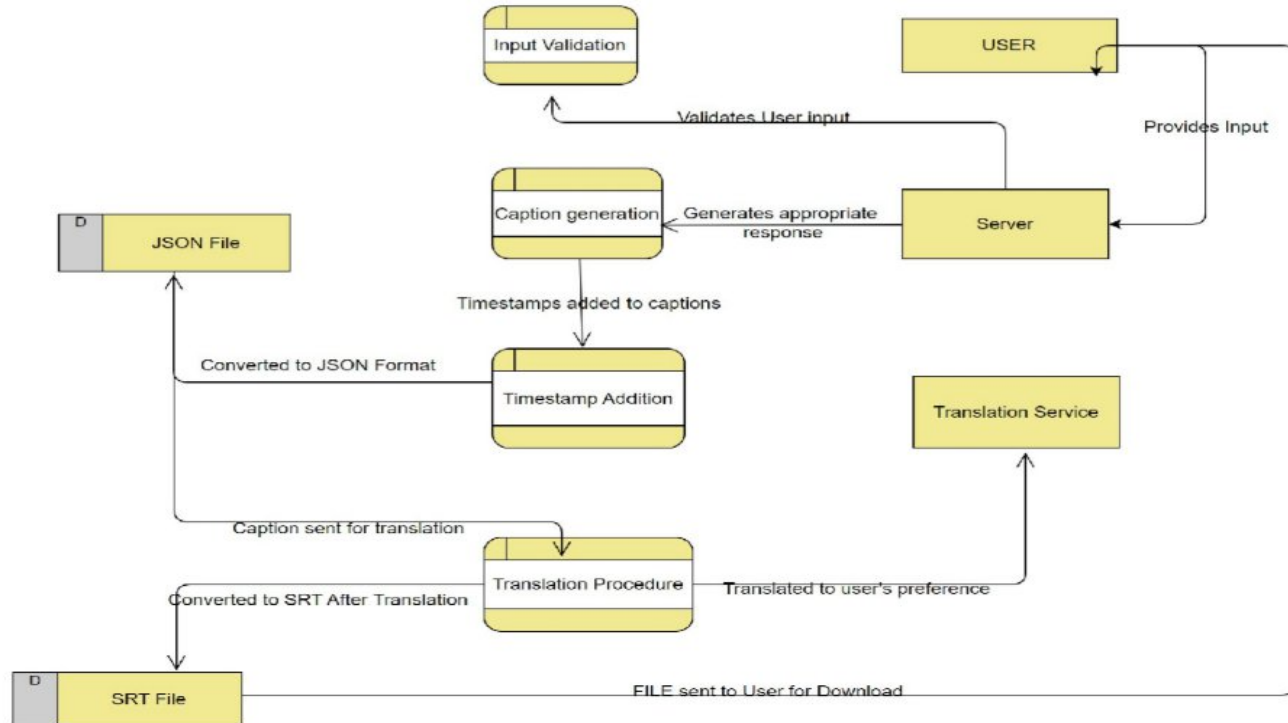 Input Validation
USER
Validates User input
Provides Input
Caption generation
Generates appropriate
response
Server
D
JSON File
Timestamps added to captions
Converted to JSON Format
Timestamp Addition
Translation Service
Caption sent for translation
Translation Procedure
Translated to user's preference
Converted to SRT After Translation
D
SRT File
FILE sent to User for Download